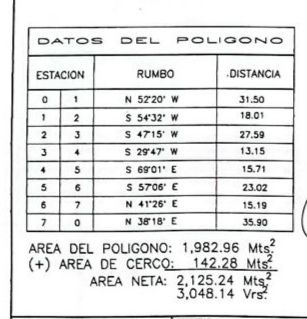 DATOS DEL POLIGONO
ESTACION RUMBO DISTANCIA
0 1 N 52°20' W 31.50
1 2 S 54°32' W 18.01
2 3 S 47°15' W 27.59
3 4 S 29°47' W 13.15
4 5 S 69°01' E 15.71
5 6 S 57°06' E 23.02
6 7 N 41°26' E 15.19
7 0 N 38°18' E 35.90
AREA DEL POLIGONO: 1,982.96 Mts.²
(+) AREA DE CERCO: 142.28 Mts.²
AREA NETA: 2,125.24 Mts.²
3,048.14 Vrs.²